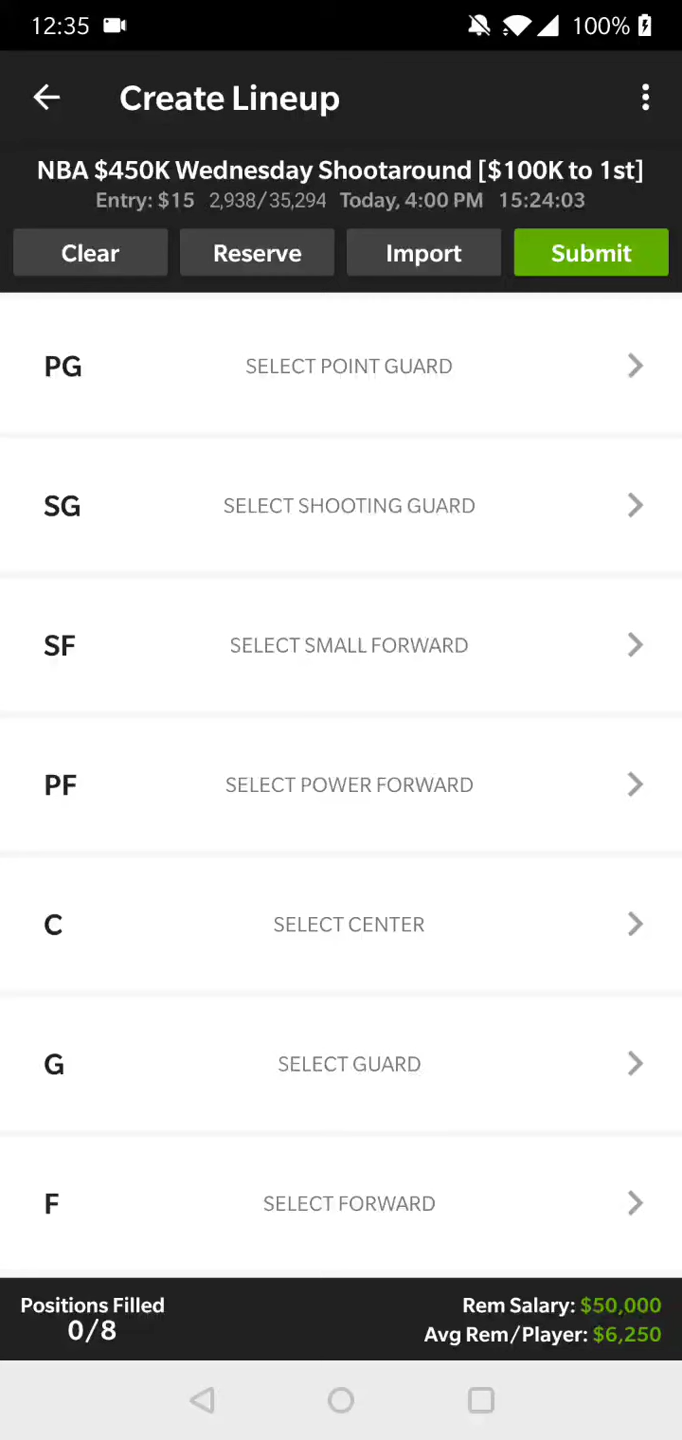 12:35 100%
Create Lineup
NBA $450K Wednesday Shootaround [$100K to 1st]
Entry: $15 2,938/35,294 Today, 4:00 PM 15:24:03
Clear Reserve Import Submit
PG SELECT POINT GUARD
SG SELECT SHOOTING GUARD
SF SELECT SMALL FORWARD
PF SELECT POWER FORWARD
C SELECT CENTER
G SELECT GUARD
F SELECT FORWARD
Positions Filled Rem Salary: $50,000
0/8 Avg Rem/Player: $6,250